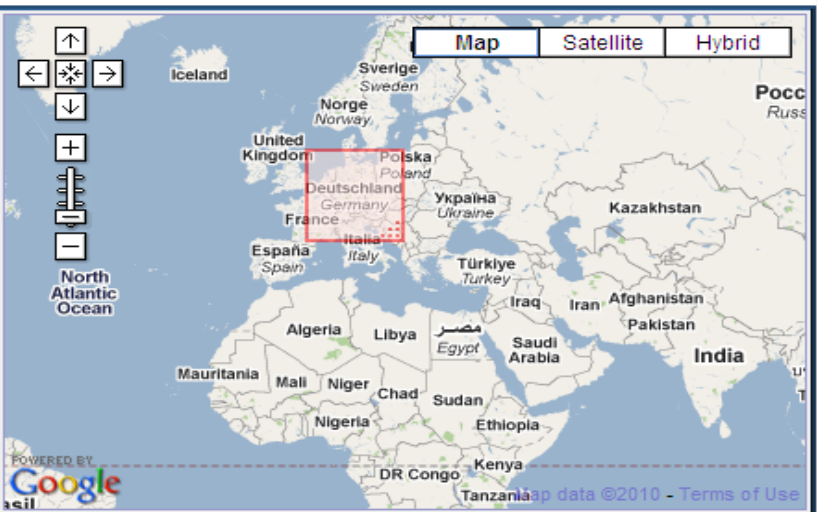 Map Satellite Hybrid
Iceland
Sverige
Sweden
Norge
Norway
Росс
Russ
United
Kingdom
Polska
Poland
Deutschland
Germany
Україна
Ukraine
Kazakhstan
France
Italia
Italy
España
Spain
Türkiye
Turkey
North
Atlantic
Ocean
Iraq
Iran
Afghanistan
Pakistan
Algeria
Libya
مصر
Egypt
Saudi
Arabia
India
Mauritania
Mali
Niger
Chad
Sudan
Nigeria
Ethiopia
POWERED BY
Google
asil
DR Congo
Kenya
Tanzania
Map data ©2010 - Terms of Use